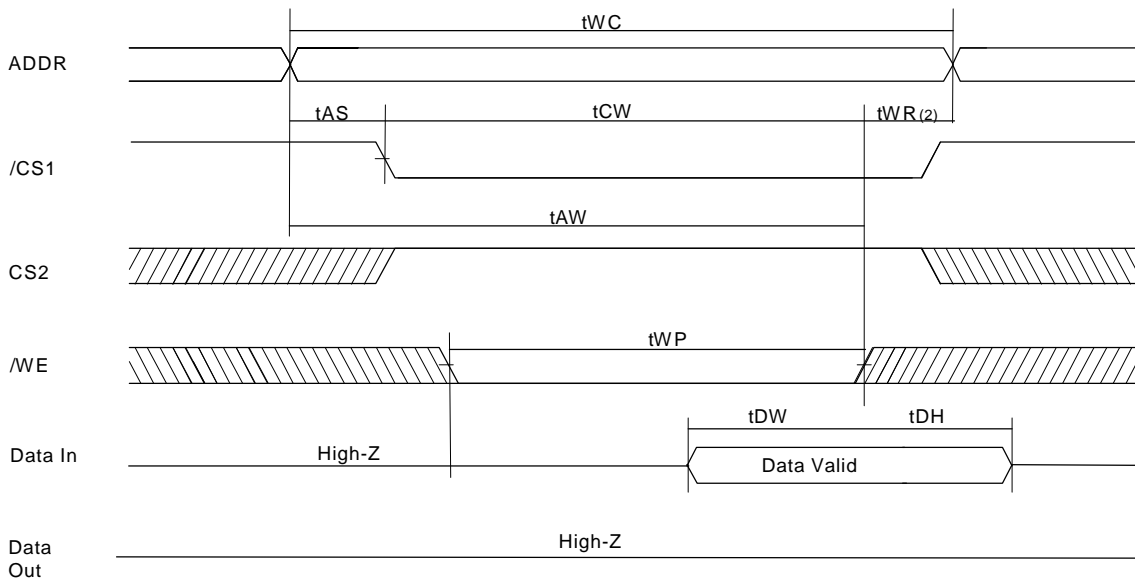 tWC
ADDR
tAS
tCW
tWR (2)
/CS1
tAW
CS2
tWP
/WE
tDW
tDH
Data In
High-Z
Data Valid
High-Z
Data
Out